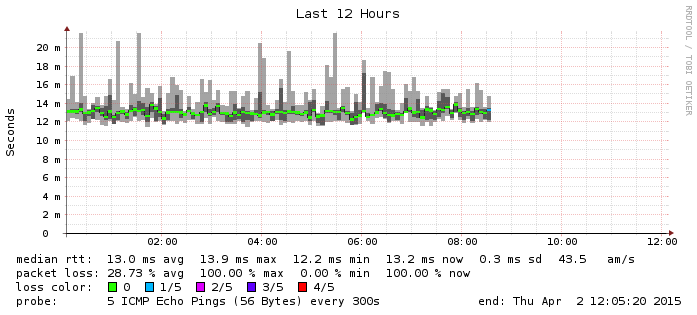 Last 12 Hours
RRDTOOL / TOBI OETIKER
Seconds
20 m
18 m
16 m
14 m
12 m
10 m
8 m
6 m
4 m
2 m
0
02:00 04:00 06:00 08:00 10:00 12:00
median rtt: 13.0 ms avg 13.9 ms max 12.2 ms min 13.2 ms now 0.3 ms sd 43.5 am/s
packet loss: 28.73 % avg 100.00 % max 0.00 % min 100.00 % now
loss color: 0 1/5 2/5 3/5 4/5
probe: 5 ICMP Echo Pings (56 Bytes) every 300s end: Thu Apr 2 12:05:20 2015